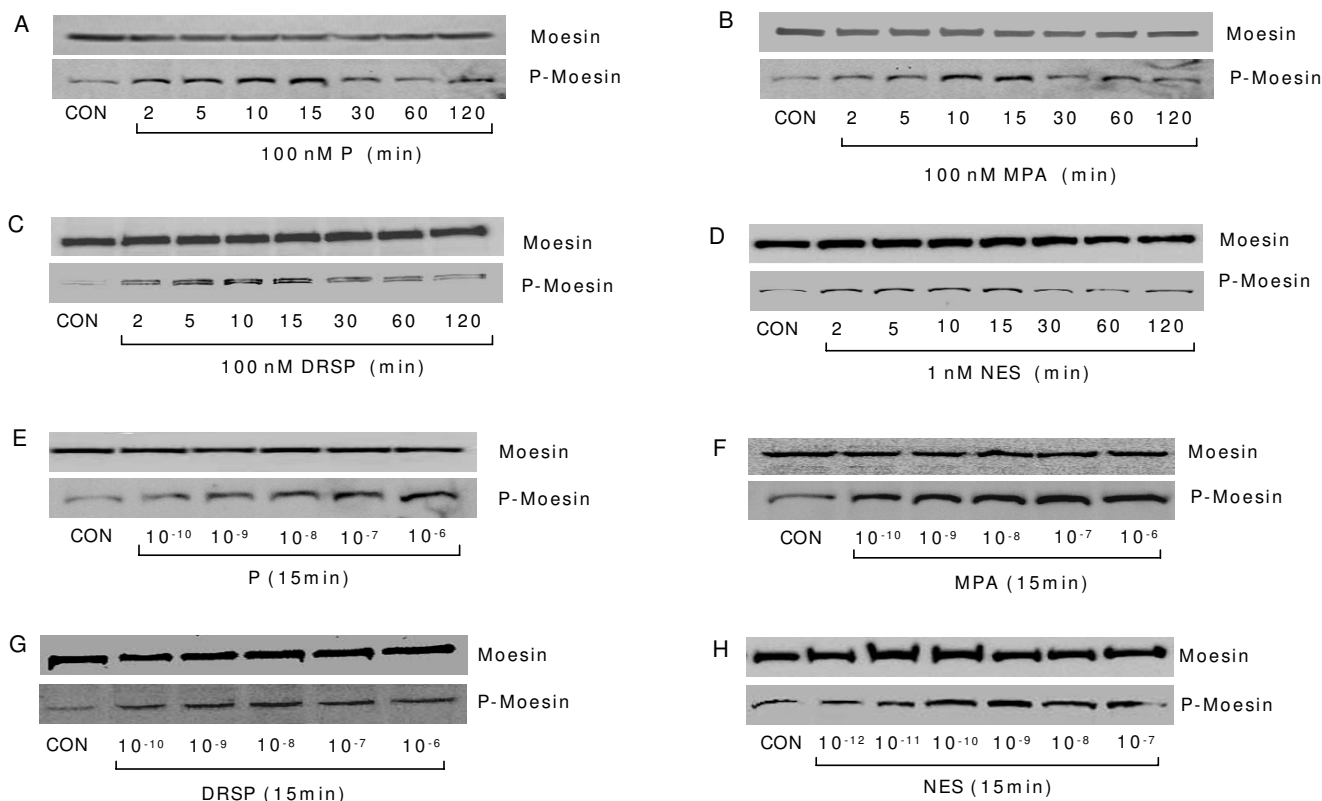 A
Moesin
P-Moesin
CON 2 5 10 15 30 60 120
100 nM P (min)
B
Moesin
P-Moesin
CON 2 5 10 15 30 60 120
100 nM MPA (min)
C
Moesin
P-Moesin
CON 2 5 10 15 30 60 120
100 nM DRSP (min)
D
Moesin
P-Moesin
CON 2 5 10 15 30 60 120
1 nM NES (min)
E
Moesin
P-Moesin
CON 10⁻¹⁰ 10⁻⁹ 10⁻⁸ 10⁻⁷ 10⁻⁶
P (15min)
F
Moesin
P-Moesin
CON 10⁻¹⁰ 10⁻⁹ 10⁻⁸ 10⁻⁷ 10⁻⁶
MPA (15min)
G
Moesin
P-Moesin
CON 10⁻¹⁰ 10⁻⁹ 10⁻⁸ 10⁻⁷ 10⁻⁶
DRSP (15min)
H
Moesin
P-Moesin
CON 10⁻¹² 10⁻¹¹ 10⁻¹⁰ 10⁻⁹ 10⁻⁸ 10⁻⁷
NES (15min)